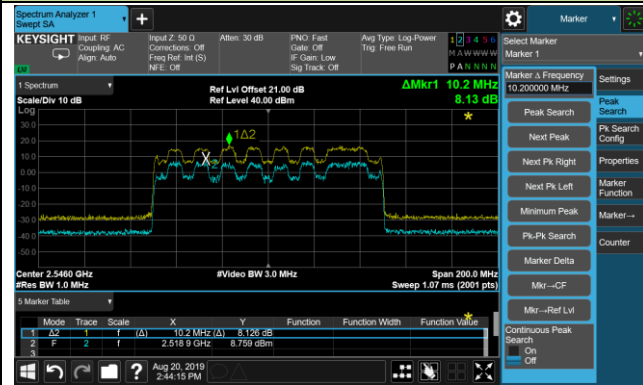 Spectrum Analyzer 1
Swept SA
+
Marker
KEYSIGHT Input: RF
Coupling: AC
Align: Auto
Input Z: 50 Ω
Corrections: Off
Freq Ref: Int (S)
NFE: Off
Atten: 30 dB
PNO: Fast
Gate: Off
IF Gain: Low
Sig Track: Off
Avg Type: Log-Power
Trig: Free Run
1 2 3 4 5 6
M A W W W W
P A N N N N
Select Marker
Marker 1
1 Spectrum
Scale/Div 10 dB
Ref Lvl Offset 21.00 dB
Ref Level 40.00 dBm
ΔMkr1 10.2 MHz
8.13 dB
Log
30.0
20.0
10.0
0.00
-10.0
-20.0
-30.0
-40.0
-50.0
1Δ2
X2
Center 2.5460 GHz
#Res BW 1.0 MHz
#Video BW 3.0 MHz
Span 200.0 MHz
Sweep 1.07 ms (2001 pts)
5 Marker Table
Mode Trace Scale X Y Function Function Width Function Value
1 Δ2 1 f (Δ) 10.2 MHz (Δ) 8.126 dB
2 F 2 f 2.518 9 GHz 8.759 dBm
3
Marker Δ Frequency
10.200000 MHz
Peak Search
Next Peak
Next Pk Right
Next Pk Left
Minimum Peak
Pk-Pk Search
Marker Delta
Mkr→CF
Mkr→Ref Lvl
Continuous Peak
Search
On
Off
Settings
Peak
Search
Pk Search
Config
Properties
Marker
Function
Marker→
Counter
?
Aug 20, 2019
2:44:15 PM